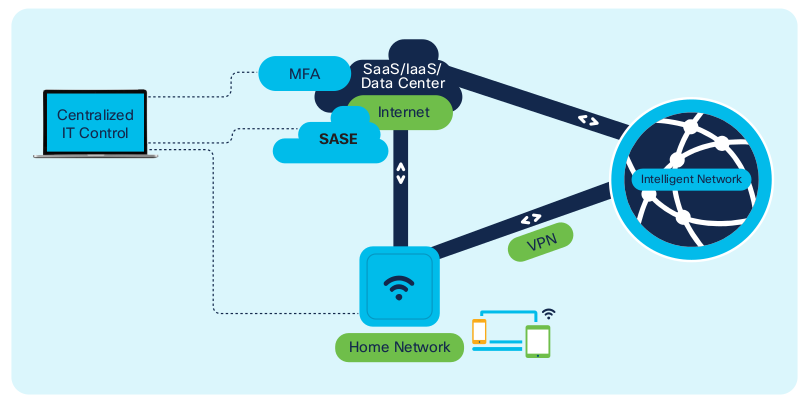 MFA
SaaS/IaaS/
Data Center
Internet
Centralized
IT Control
SASE
Intelligent Network
VPN
Home Network